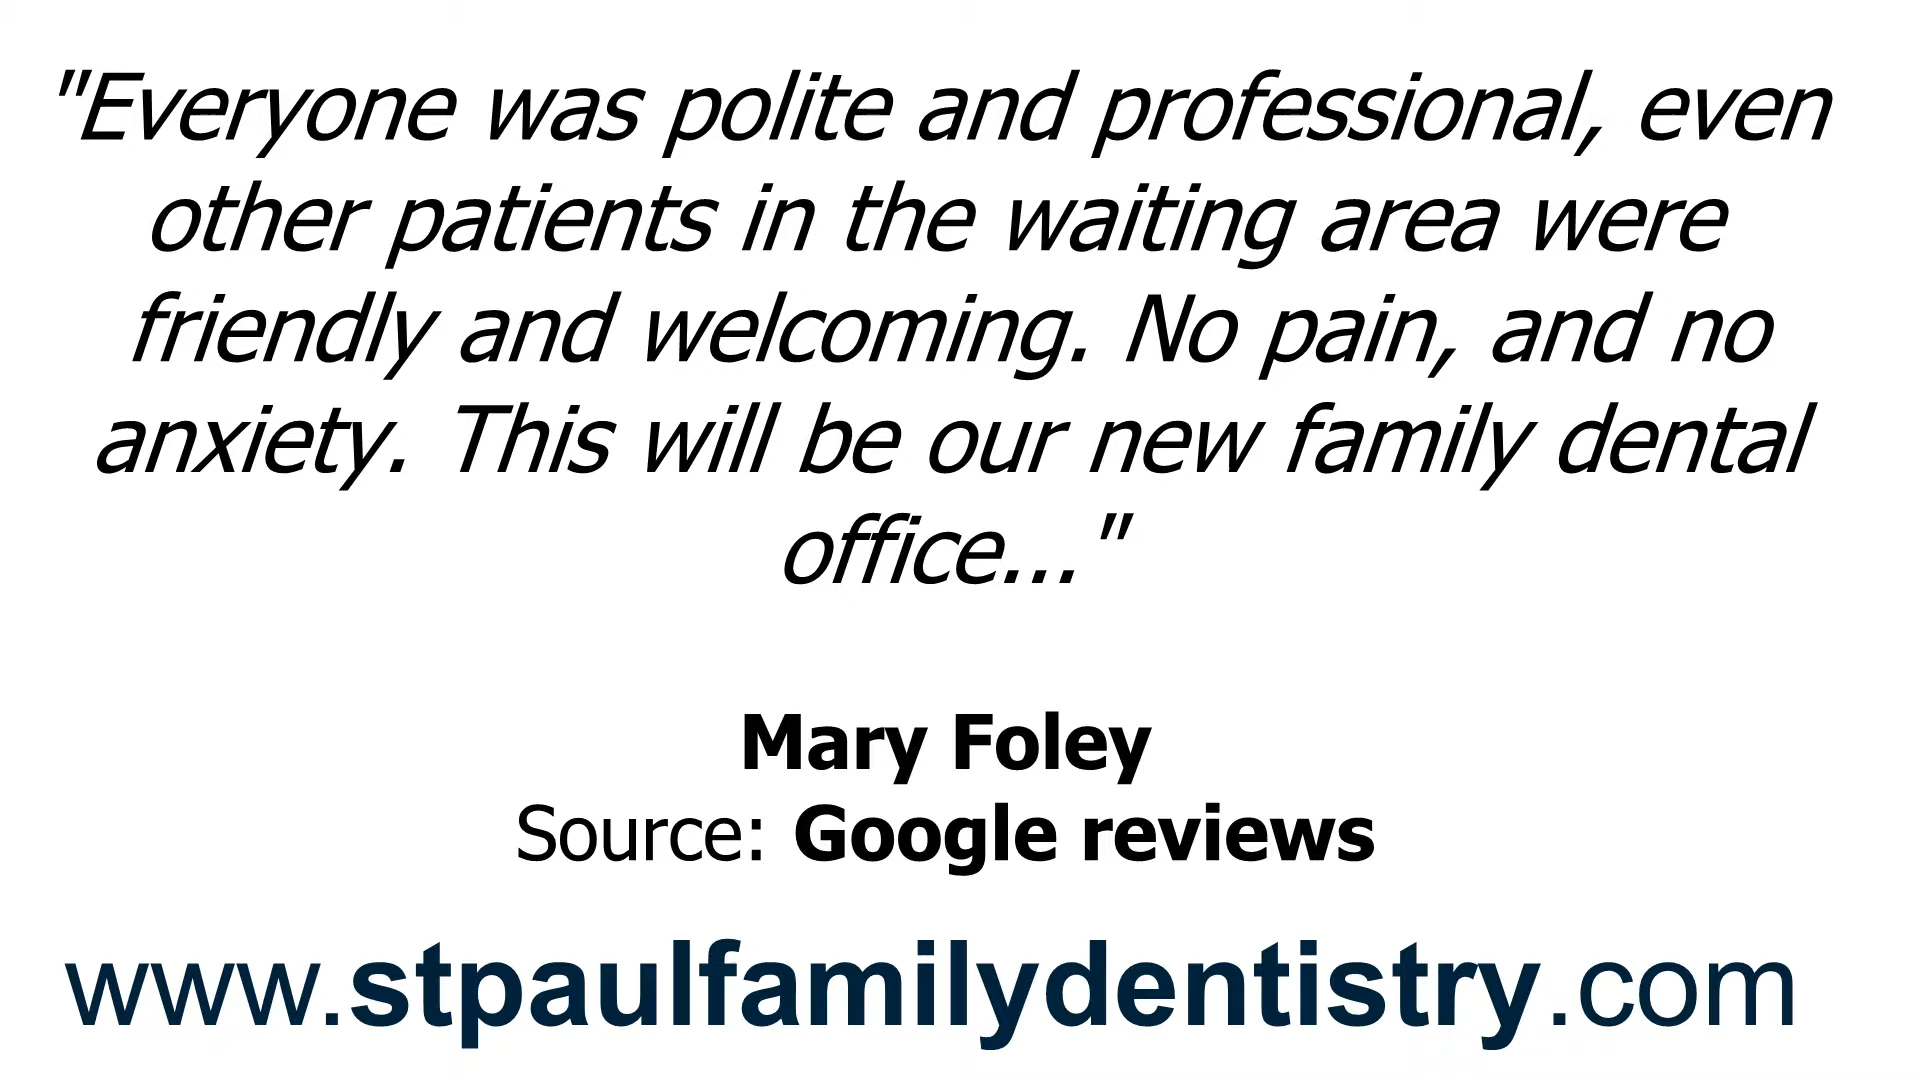 "Everyone was polite and professional, even
other patients in the waiting area were
friendly and welcoming. No pain, and no
anxiety. This will be our new family dental
office..."
Mary Foley
Source: Google reviews
www.stpaulfamilydentistry.com